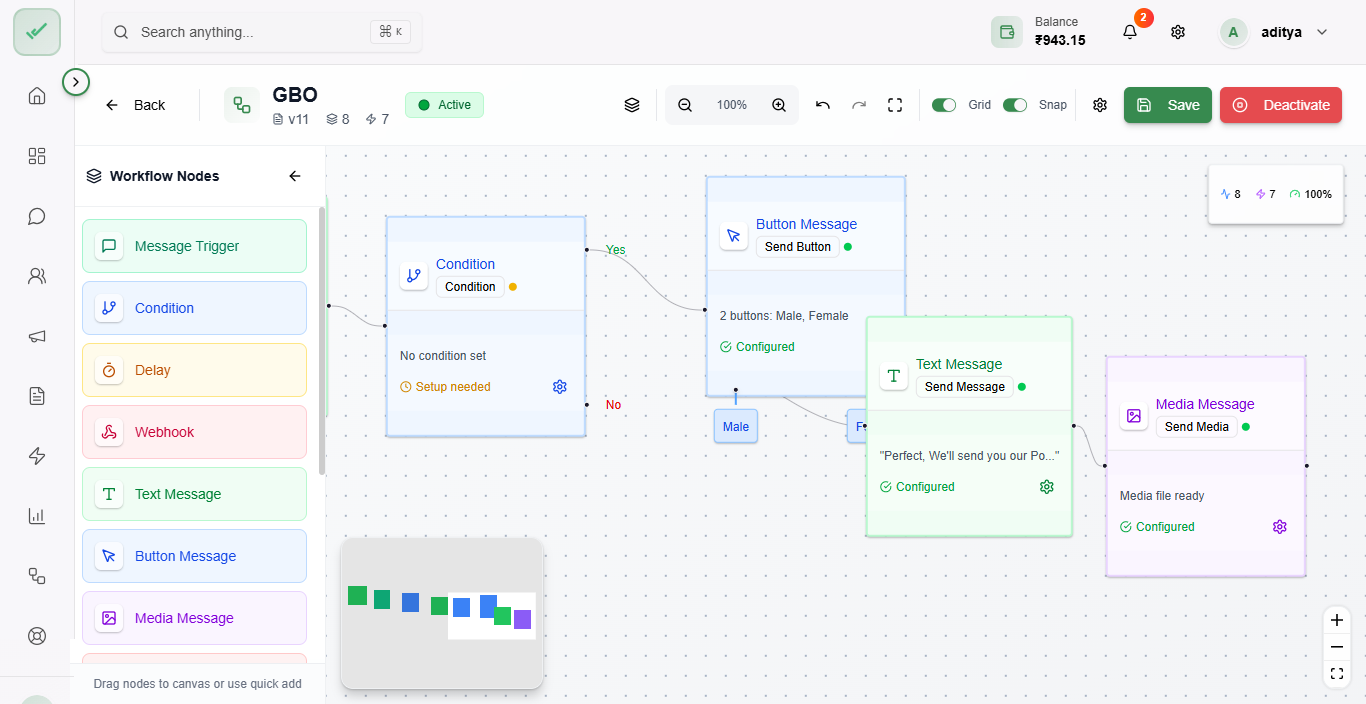 Search anything...
⌘ K
Balance
₹943.15
2
A
aditya
Back
GBO
v11
8
7
Active
100%
Grid
Snap
Save
Deactivate
Workflow Nodes
Message Trigger
Condition
Delay
Webhook
Text Message
Button Message
Media Message
Drag nodes to canvas or use quick add
8
7
100%
Condition
Condition
No condition set
Setup needed
Yes
No
Button Message
Send Button
2 buttons: Male, Female
Configured
Male
F
Text Message
Send Message
"Perfect, We'll send you our Po..."
Configured
Media Message
Send Media
Media file ready
Configured